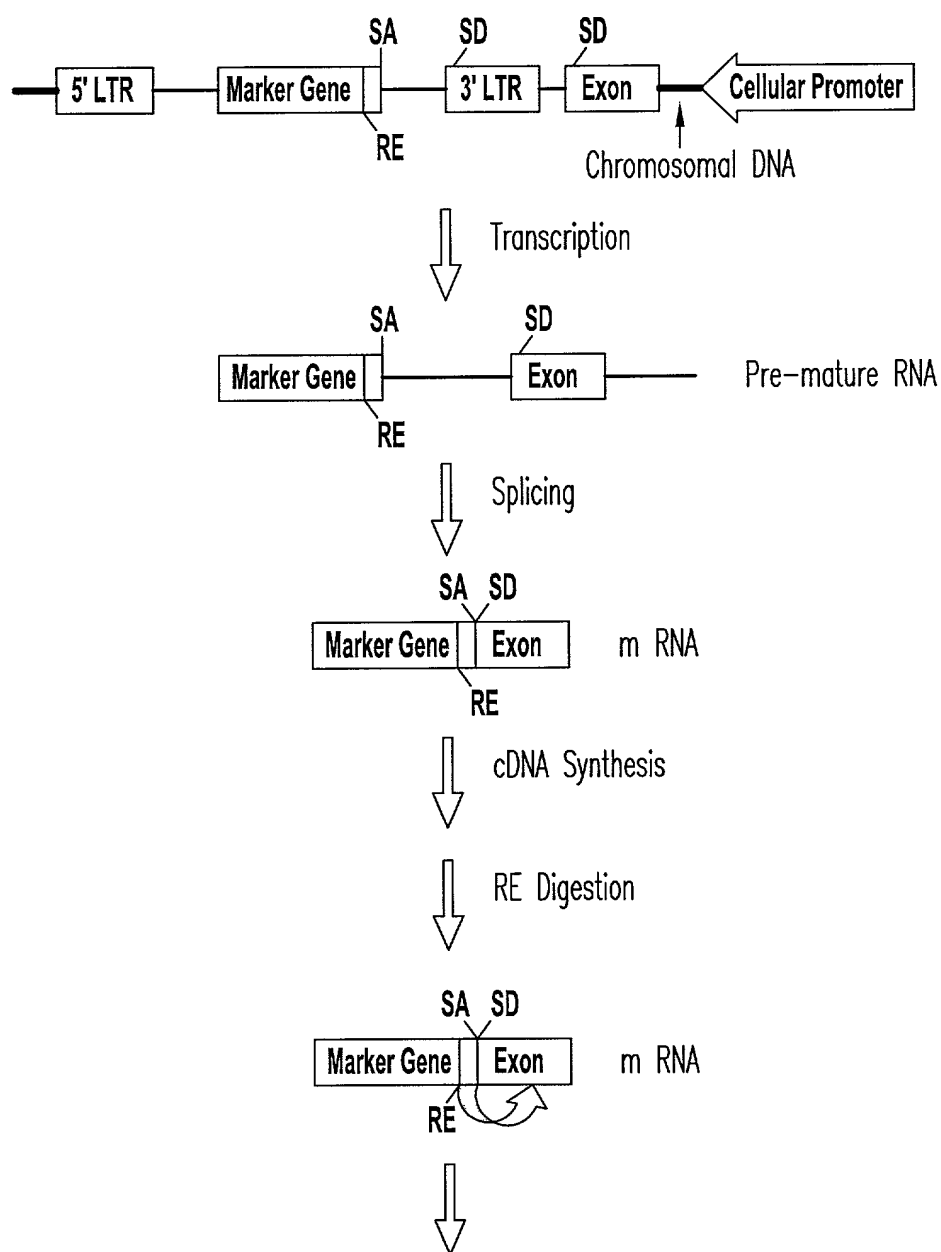 SA SD SD
5' LTR Marker Gene 3' LTR Exon Cellular Promoter
RE
Chromosomal DNA
Transcription
SA SD
Marker Gene Exon Pre-mature RNA
RE
Splicing
SA SD
Marker Gene Exon m RNA
RE
cDNA Synthesis
RE Digestion
SA SD
Marker Gene Exon m RNA
RE